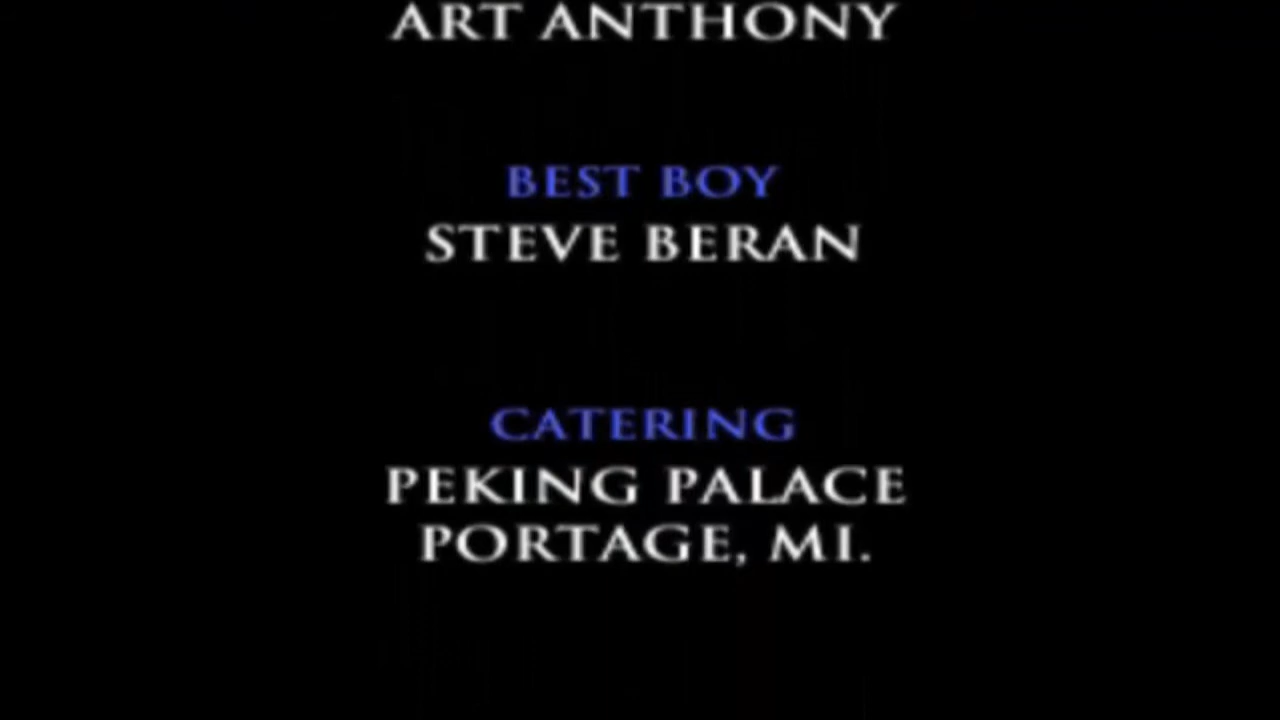 ART ANTHONY
BEST BOY
STEVE BERAN
CATERING
PEKING PALACE
PORTAGE, MI.